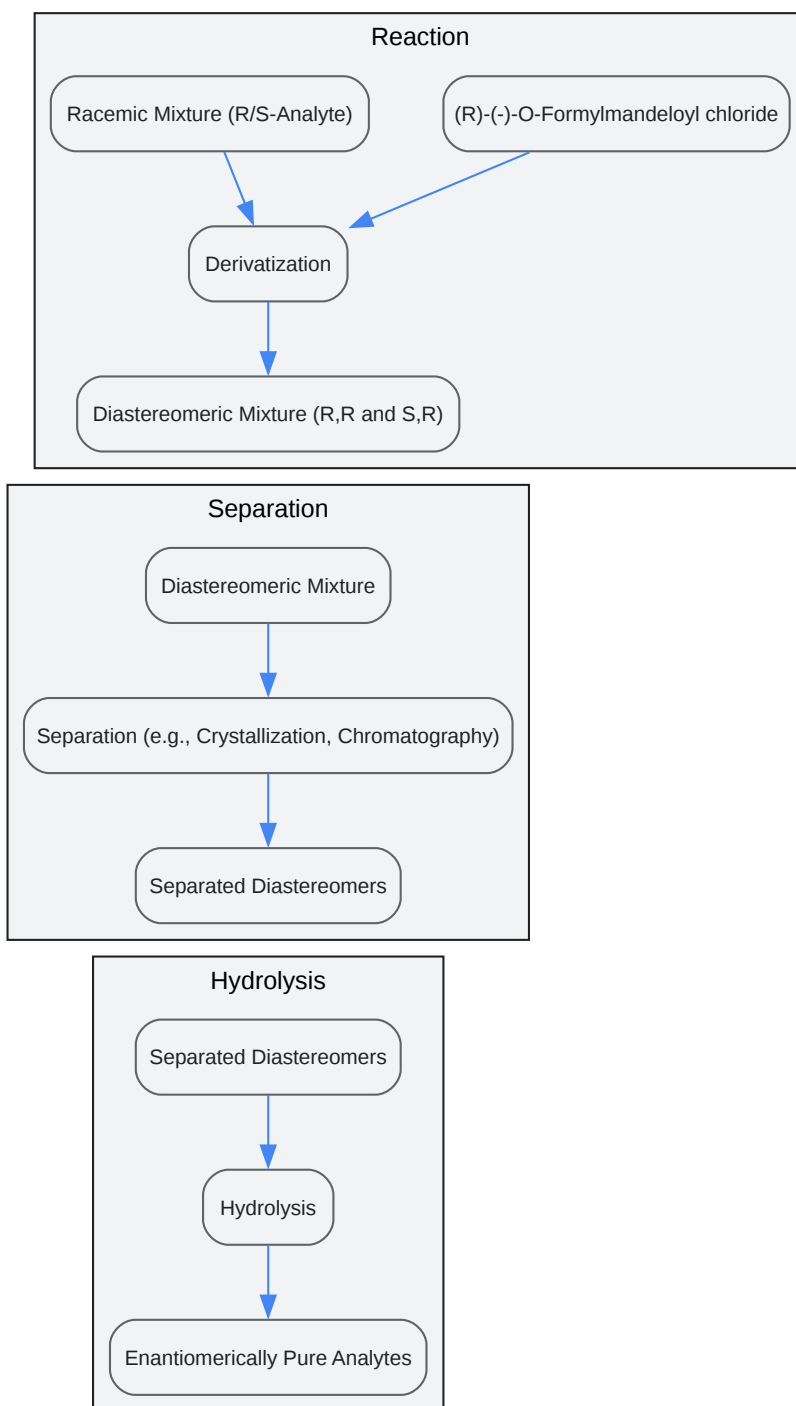 Reaction
Racemic Mixture (R/S-Analyte)
(R)-(-)-O-Formylmandeloyl chloride
Derivatization
Diastereomeric Mixture (R,R and S,R)
Separation
Diastereomeric Mixture
Separation (e.g., Crystallization, Chromatography)
Separated Diastereomers
Hydrolysis
Separated Diastereomers
Hydrolysis
Enantiomerically Pure Analytes